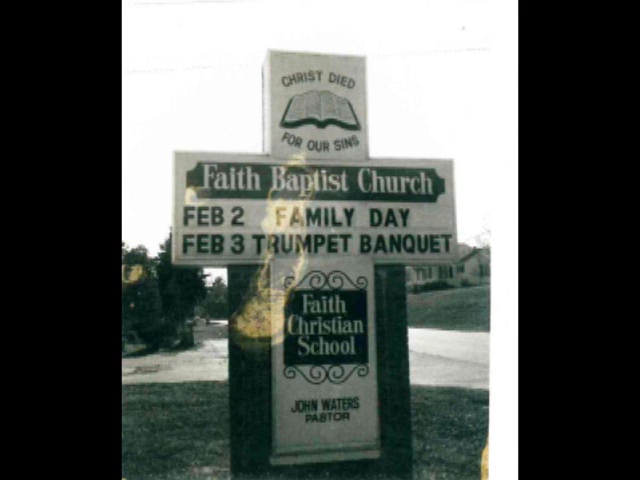 CHRIST DIED
FOR OUR SINS
Faith Baptist Church
FEB 2 FAMILY DAY
FEB 3 TRUMPET BANQUET
Faith
Christian
School
JOHN WATERS
PASTOR